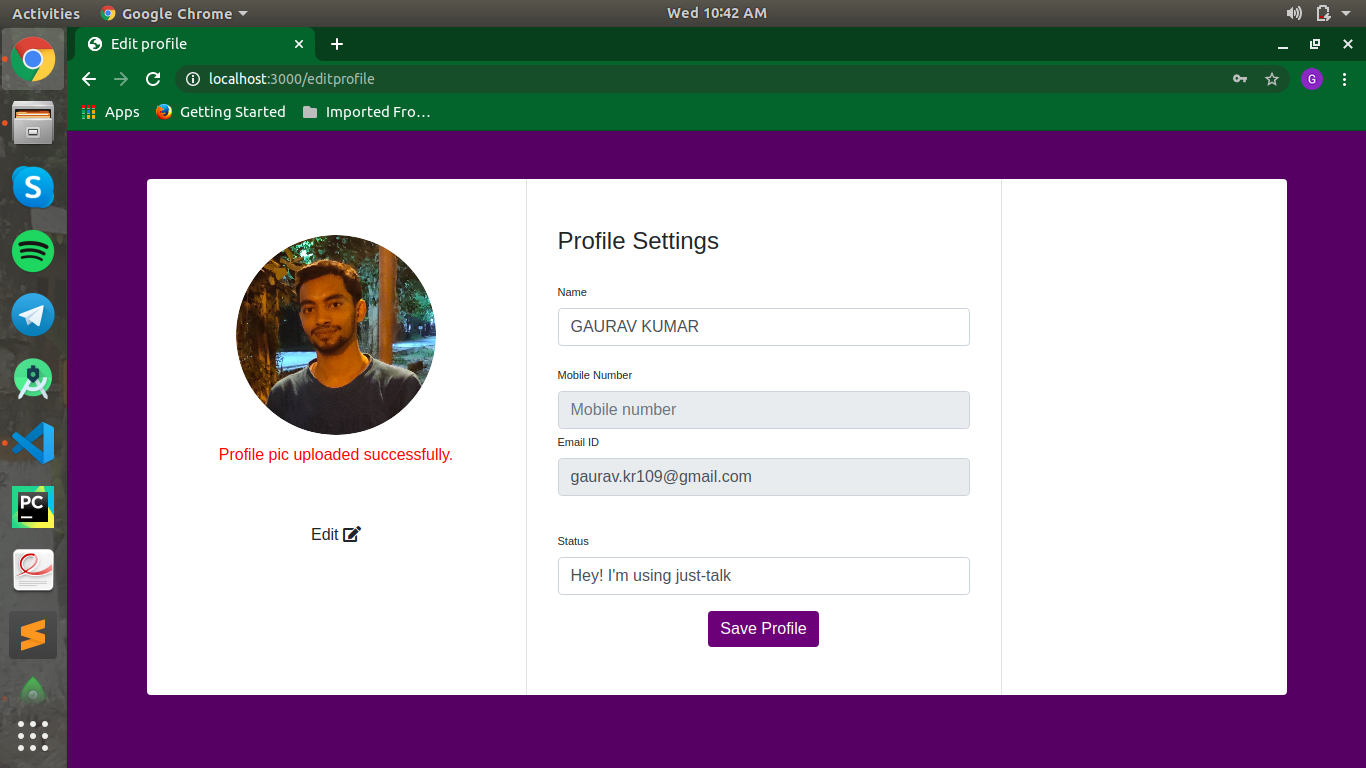 Activities Google Chrome Wed 10:42 AM
Edit profile
localhost:3000/editprofile G
Apps Getting Started Imported Fro…
S
PC
Profile Settings
Name
GAURAV KUMAR
Mobile Number
Mobile number
Email ID
gaurav.kr109@gmail.com
Status
Hey! I'm using just-talk
Save Profile
Profile pic uploaded successfully.
Edit